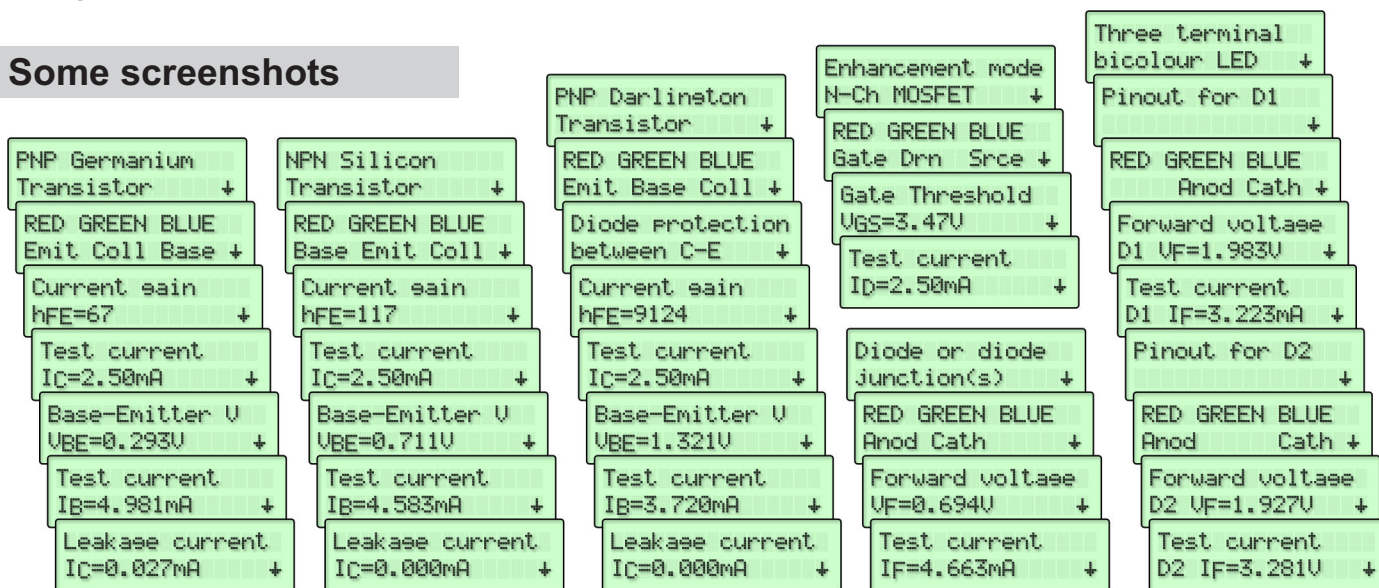 Some screenshots
PNP Germanium
Transistor ↓
RED GREEN BLUE
Emit Coll Base ↓
Current gain
hFE=67 ↓
Test current
IC=2.50mA ↓
Base-Emitter V
VBE=0.293V ↓
Test current
IB=4.981mA ↓
Leakage current
IC=0.027mA ↓
NPN Silicon
Transistor ↓
RED GREEN BLUE
Base Emit Coll ↓
Current gain
hFE=117 ↓
Test current
IC=2.50mA ↓
Base-Emitter V
VBE=0.711V ↓
Test current
IB=4.583mA ↓
Leakage current
IC=0.000mA ↓
PNP Darlington
Transistor ↓
RED GREEN BLUE
Emit Base Coll ↓
Diode protection
between C-E ↓
Current gain
hFE=9124 ↓
Test current
IC=2.50mA ↓
Base-Emitter V
VBE=1.321V ↓
Test current
IB=3.720mA ↓
Leakage current
IC=0.000mA ↓
Enhancement mode
N-Ch MOSFET ↓
RED GREEN BLUE
Gate Drn Srce ↓
Gate Threshold
VGS=3.47V ↓
Test current
ID=2.50mA ↓
Diode or diode
junction(s) ↓
RED GREEN BLUE
Anod Cath ↓
Forward voltage
VF=0.694V ↓
Test current
IF=4.663mA ↓
Three terminal
bicolour LED ↓
Pinout for D1
↓
RED GREEN BLUE
Anod Cath ↓
Forward voltage
D1 VF=1.983V ↓
Test current
D1 IF=3.223mA ↓
Pinout for D2
↓
RED GREEN BLUE
Anod Cath ↓
Forward voltage
D2 VF=1.927V ↓
Test current
D2 IF=3.281V ↓